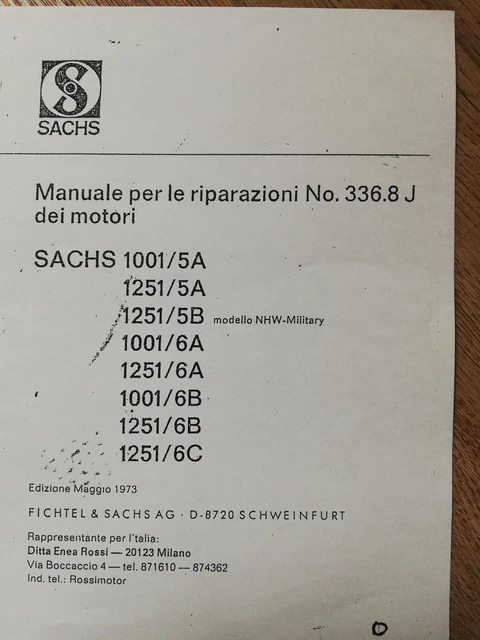 S
SACHS
Manuale per le riparazioni No. 336.8 J
dei motori
SACHS 1001/5A
1251/5A
1251/5B modello NHW-Military
1001/6A
1251/6A
1001/6B
1251/6B
1251/6C
Edizione Maggio 1973
FICHTEL & SACHS AG · D-8720 SCHWEINFURT
Rappresentante per l'Italia:
Ditta Enea Rossi — 20123 Milano
Via Boccaccio 4 — tel. 871610 — 874362
Ind. tel.: Rossimotor